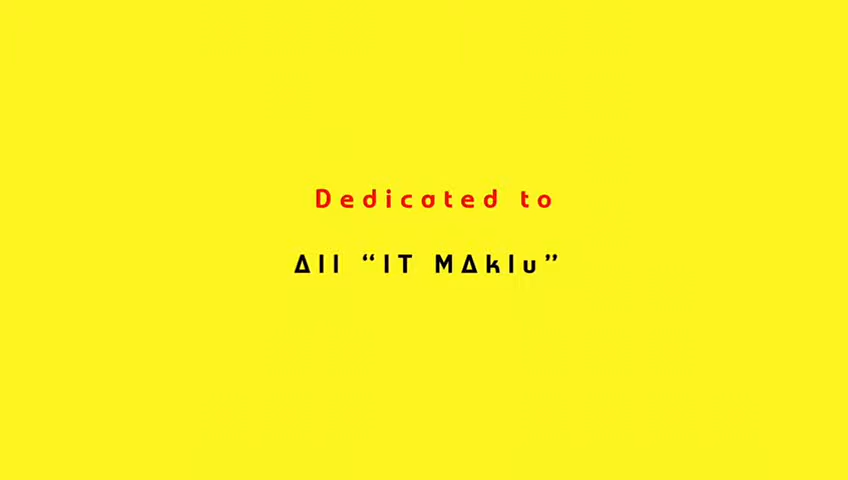 Dedicated to
All “IT MAklu”